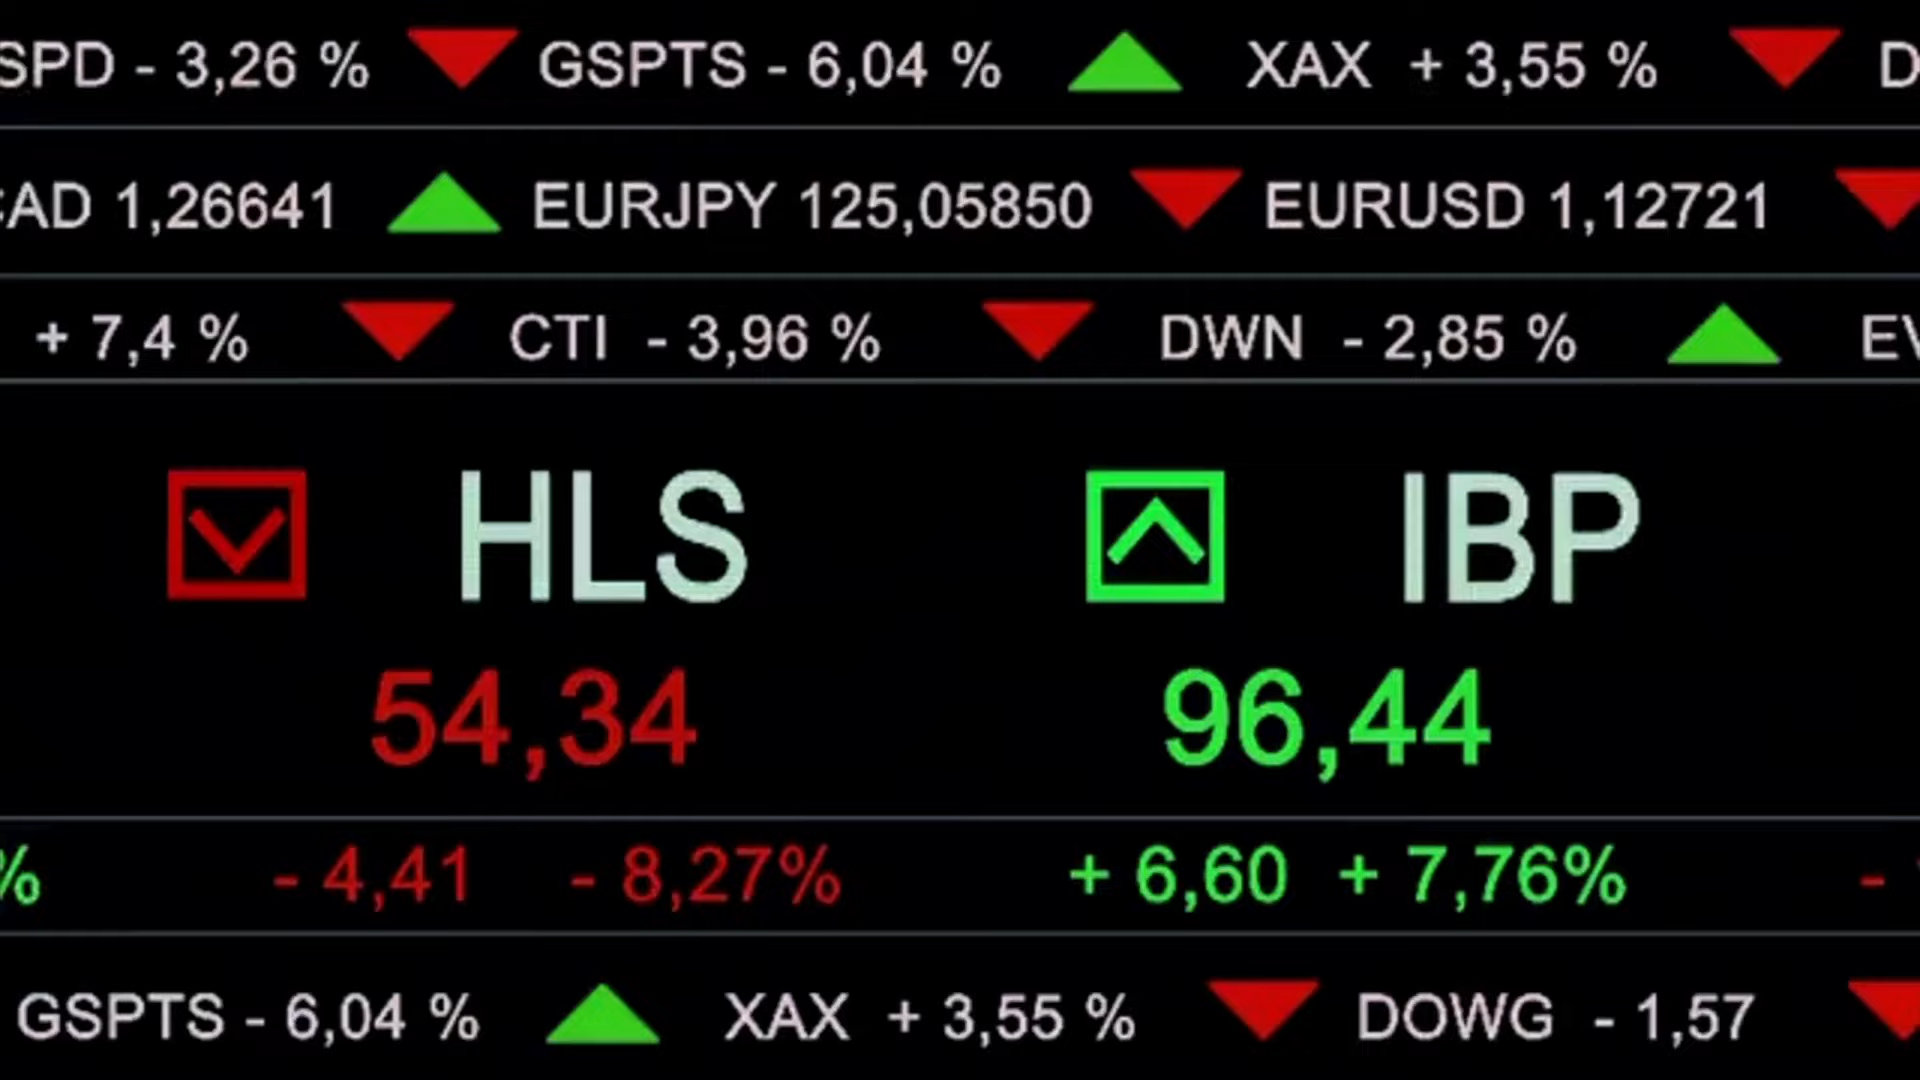 SPD - 3,26 % GSPTS - 6,04 % XAX + 3,55 % D
CAD 1,26641 EURJPY 125,05850 EURUSD 1,12721
+ 7,4 % CTI - 3,96 % DWN - 2,85 % EV
HLS IBP
54,34 96,44
% - 4,41 - 8,27% + 6,60 + 7,76% -
GSPTS - 6,04 % XAX + 3,55 % DOWG - 1,57